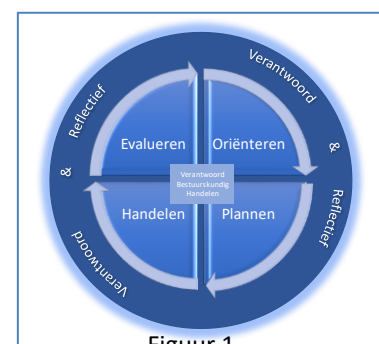 Verantwoord
&
Reflectief
Verantwoord
&
Reflectief
Evalueren
Oriënteren
Verantwoord
Bestuurskundig
Handelen
Handelen
Plannen
Figuur 1